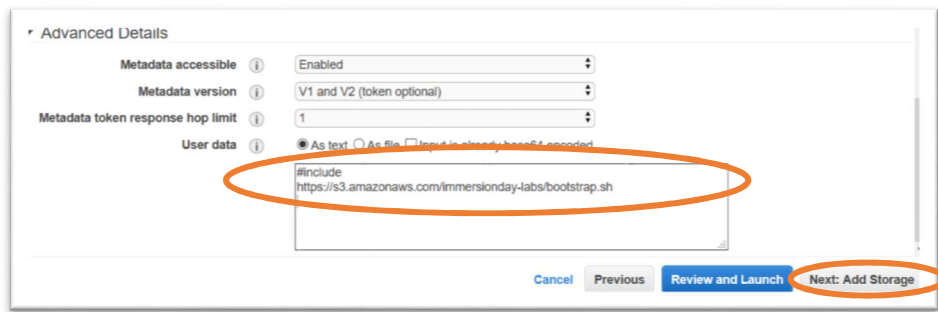 Advanced Details
Metadata accessible i Enabled
Metadata version i V1 and V2 (token optional)
Metadata token response hop limit i 1
User data i As text As file Input is already base64 encoded
#include
https://s3.amazonaws.com/immersionday-labs/bootstrap.sh
Cancel Previous Review and Launch Next: Add Storage